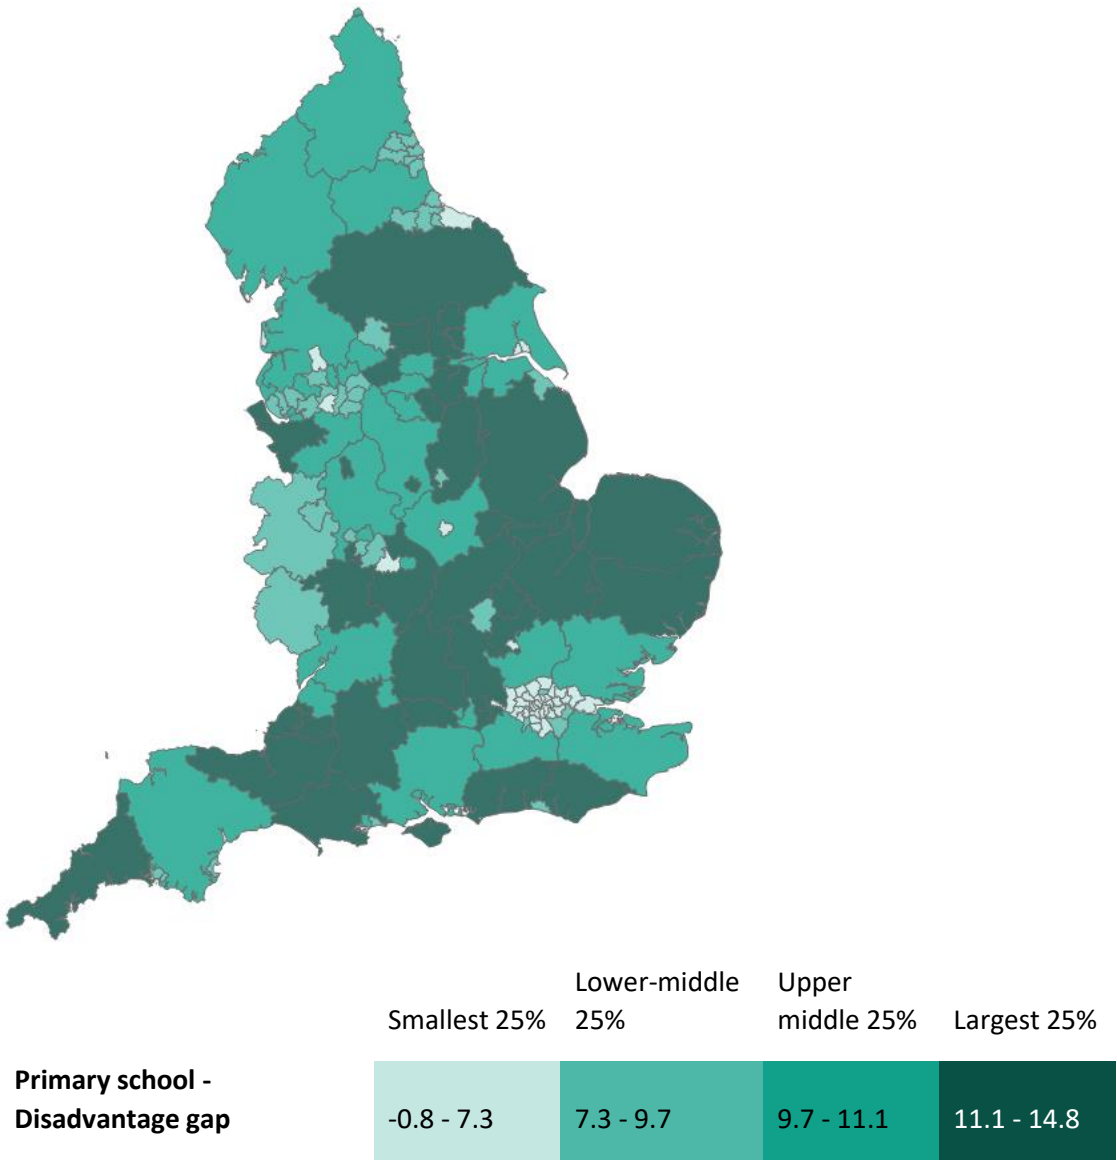 Smallest 25%
Lower-middle
25%
Upper
middle 25%
Largest 25%
Primary school -
Disadvantage gap
-0.8 - 7.3
7.3 - 9.7
9.7 - 11.1
11.1 - 14.8